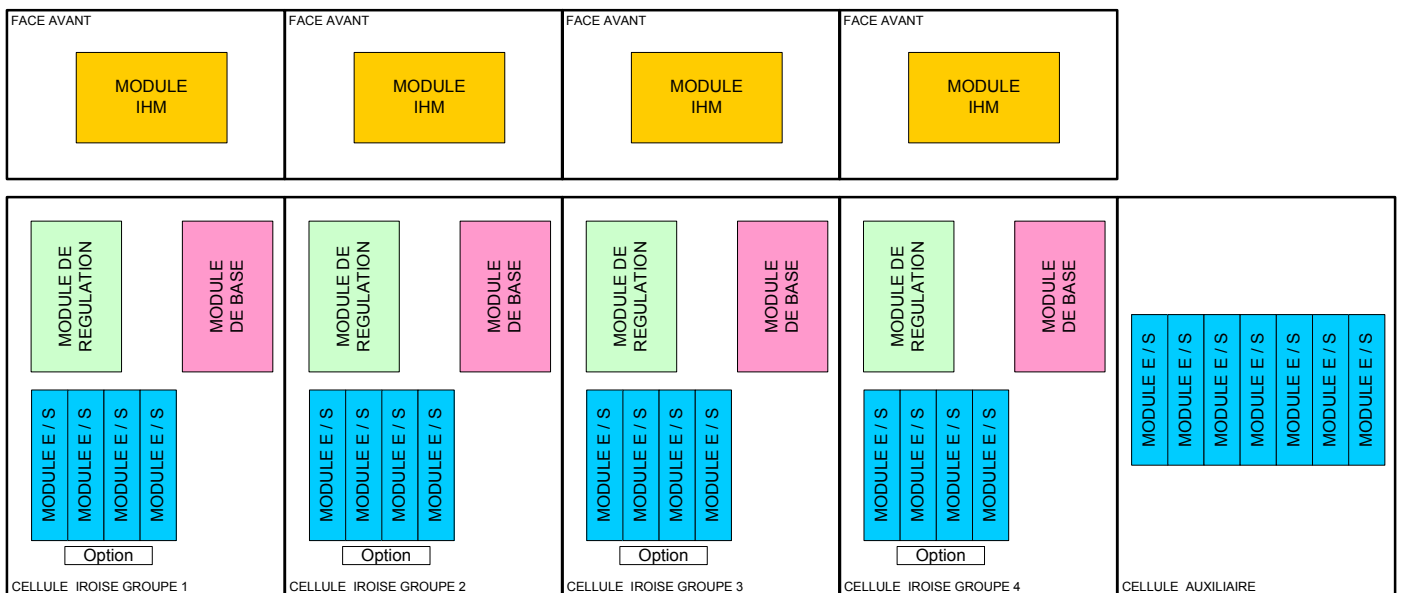 FACE AVANT
MODULE
IHM
FACE AVANT
MODULE
IHM
FACE AVANT
MODULE
IHM
FACE AVANT
MODULE
IHM
MODULE DE
REGULATION
MODULE
DE BASE
MODULE E / S
MODULE E / S
MODULE E / S
MODULE E / S
Option
CELLULE IROISE GROUPE 1
MODULE DE
REGULATION
MODULE
DE BASE
MODULE E / S
MODULE E / S
MODULE E / S
MODULE E / S
Option
CELLULE IROISE GROUPE 2
MODULE DE
REGULATION
MODULE
DE BASE
MODULE E / S
MODULE E / S
MODULE E / S
MODULE E / S
Option
CELLULE IROISE GROUPE 3
MODULE DE
REGULATION
MODULE
DE BASE
MODULE E / S
MODULE E / S
MODULE E / S
MODULE E / S
Option
CELLULE IROISE GROUPE 4
MODULE E / S
MODULE E / S
MODULE E / S
MODULE E / S
MODULE E / S
MODULE E / S
MODULE E / S
CELLULE AUXILIAIRE